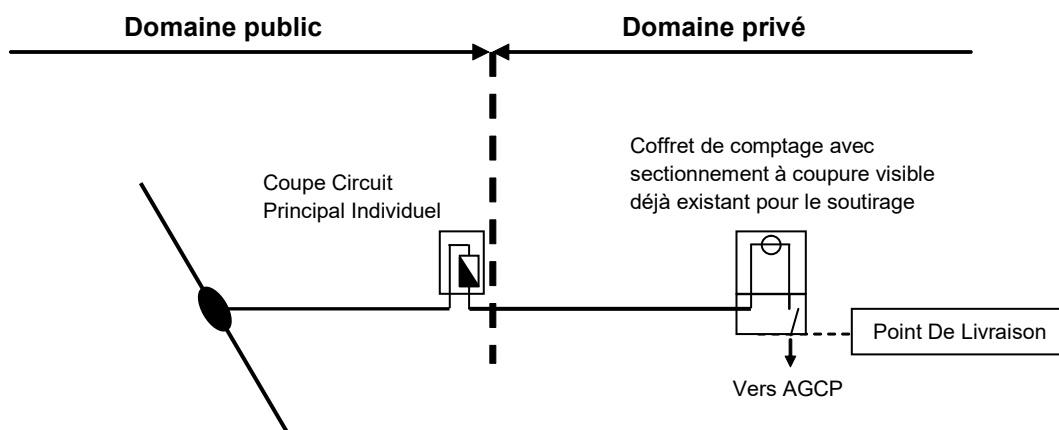 Domaine public
Domaine privé
Coffret de comptage avec
sectionnement à coupure visible
déjà existant pour le soutirage
Coupe Circuit
Principal Individuel
Point De Livraison
Vers AGCP